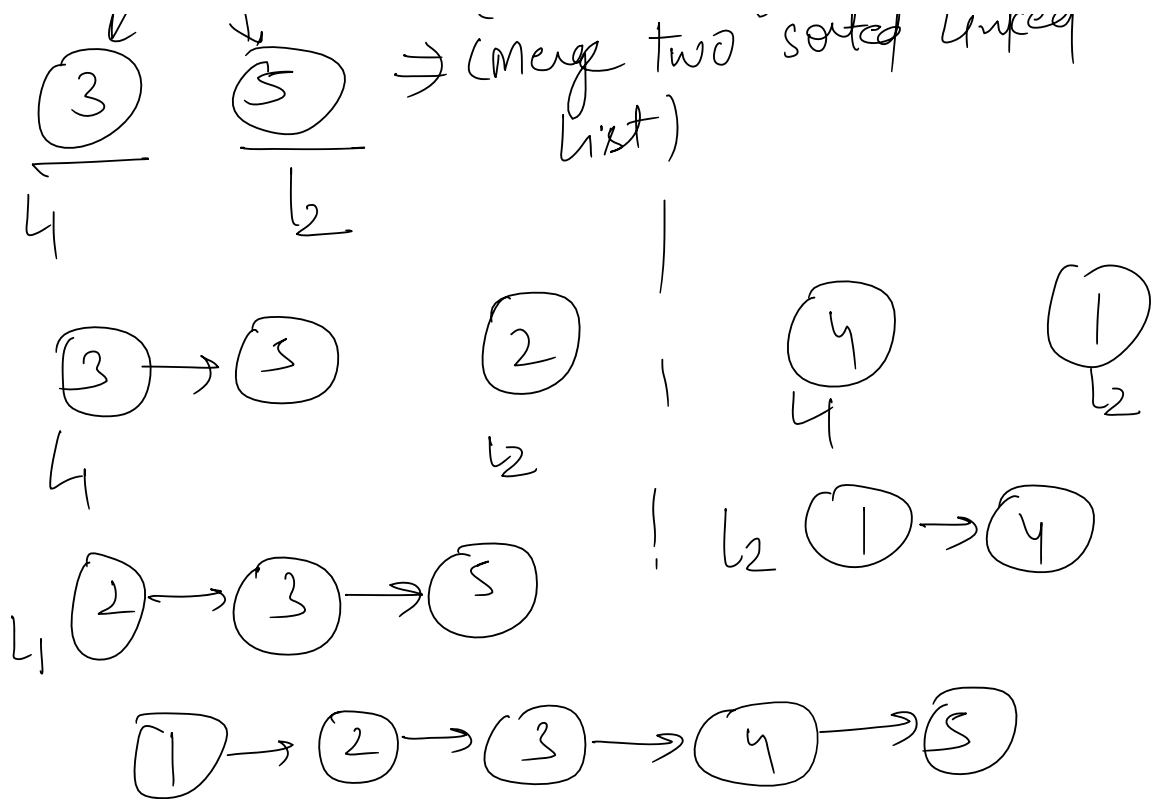 3 5 ⇒ (merge two sorted linked
List)
L1 L2
3 → 5 2 4 1
L1 L2 L1 L2
L2 1 → 4
L1 2 → 3 → 5
1 → 2 → 3 → 4 → 5